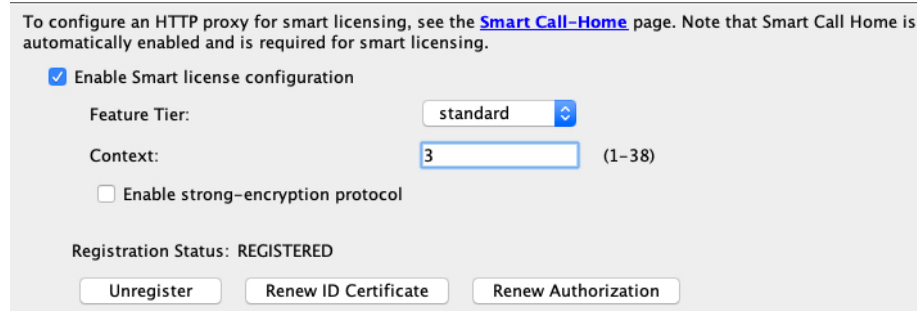 To configure an HTTP proxy for smart licensing, see the Smart Call-Home page. Note that Smart Call Home is
automatically enabled and is required for smart licensing.
Enable Smart license configuration
Feature Tier: standard
Context: 3 (1-38)
Enable strong-encryption protocol
Registration Status: REGISTERED
Unregister Renew ID Certificate Renew Authorization